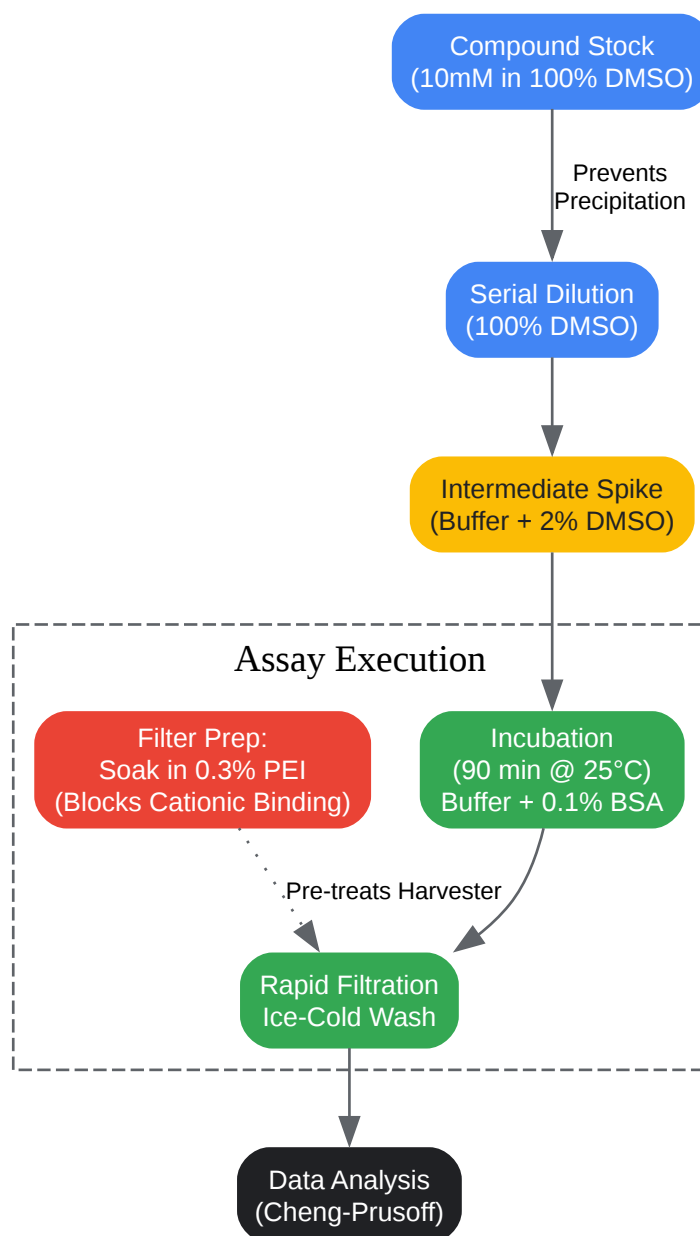 Compound Stock
(10mM in 100% DMSO)
Prevents
Precipitation
Serial Dilution
(100% DMSO)
Intermediate Spike
(Buffer + 2% DMSO)
Assay Execution
Filter Prep:
Soak in 0.3% PEI
(Blocks Cationic Binding)
Incubation
(90 min @ 25°C)
Buffer + 0.1% BSA
Pre-treats Harvester
Rapid Filtration
Ice-Cold Wash
Data Analysis
(Cheng-Prusoff)